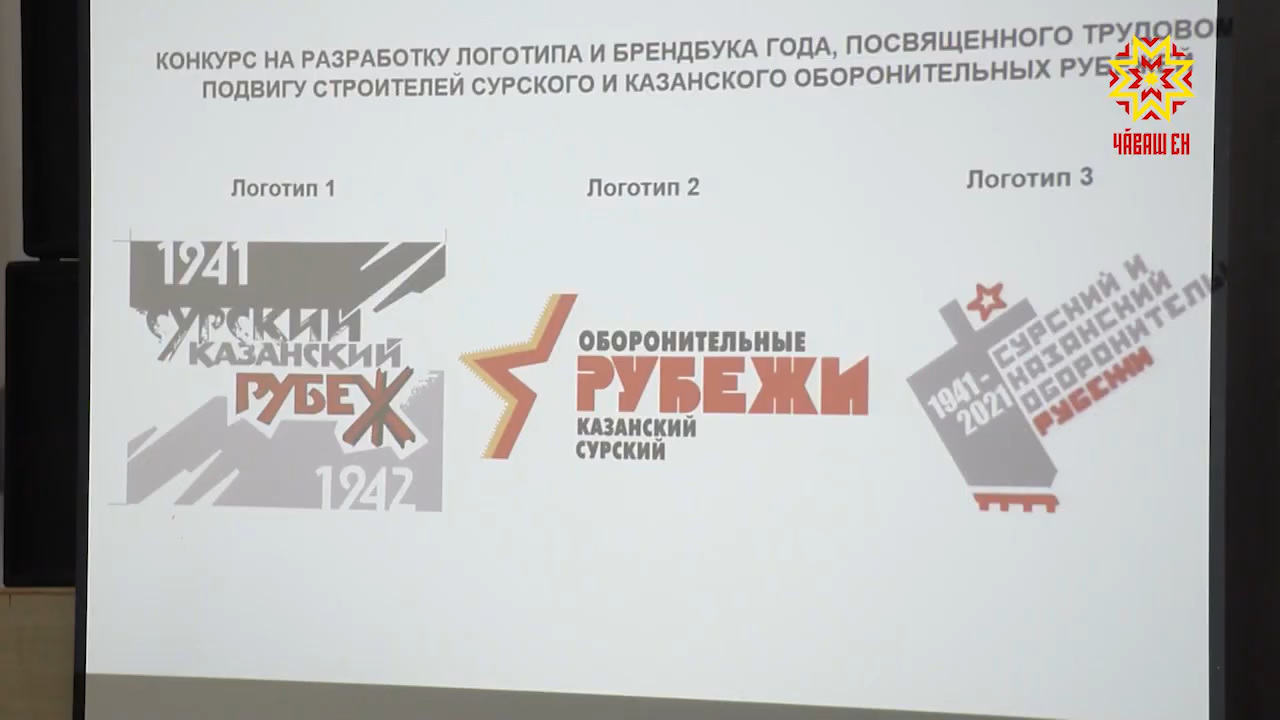 КОНКУРС НА РАЗРАБОТКУ ЛОГОТИПА И БРЕНДБУКА ГОДА, ПОСВЯЩЕННОГО ТРУДОВОМ
ПОДВИГУ СТРОИТЕЛЕЙ СУРСКОГО И КАЗАНСКОГО ОБОРОНИТЕЛЬНЫХ
ЧӐВАШ ЕН
Логотип 1
Логотип 2
Логотип 3
1941
СУРСКИЙ
КАЗАНСКИЙ
РУБЕЖ
1942
ОБОРОНИТЕЛЬНЫЕ
РУБЕЖИ
КАЗАНСКИЙ
СУРСКИЙ
1941-
2021
СУРСКИЙ И
КАЗАНСКИЙ
ОБОРОНИТЕЛЬ
РУБЕЖИ